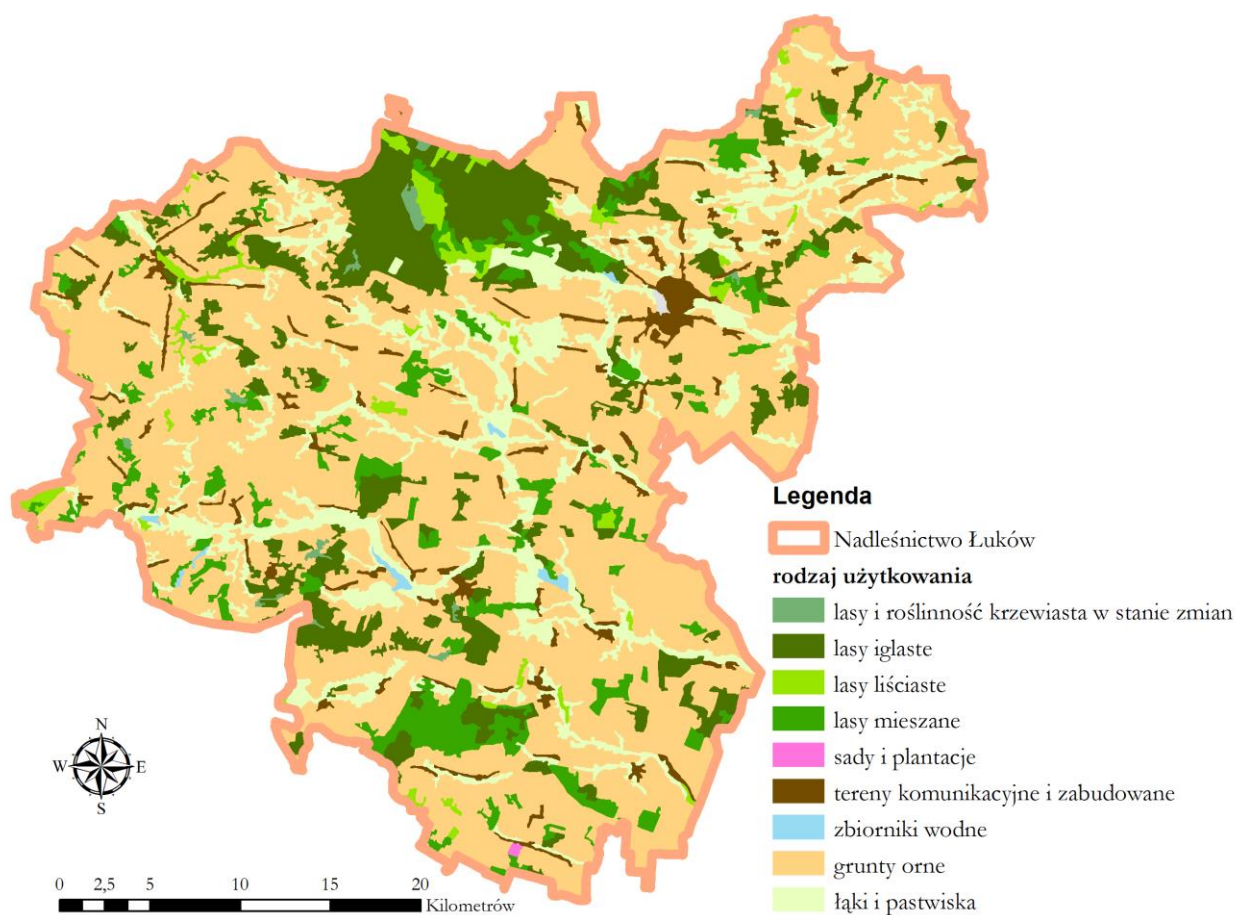 Legenda
Nadleśnictwo Łuków
rodzaj użytkowania
lasy i roślinność krzewiasta w stanie zmian
lasy iglaste
lasy liściaste
lasy mieszane
sady i plantacje
tereny komunikacyjne i zabudowane
zbiorniki wodne
grunty orne
łąki i pastwiska
N
W E
S
0 2,5 5 10 15 20
Kilometrów